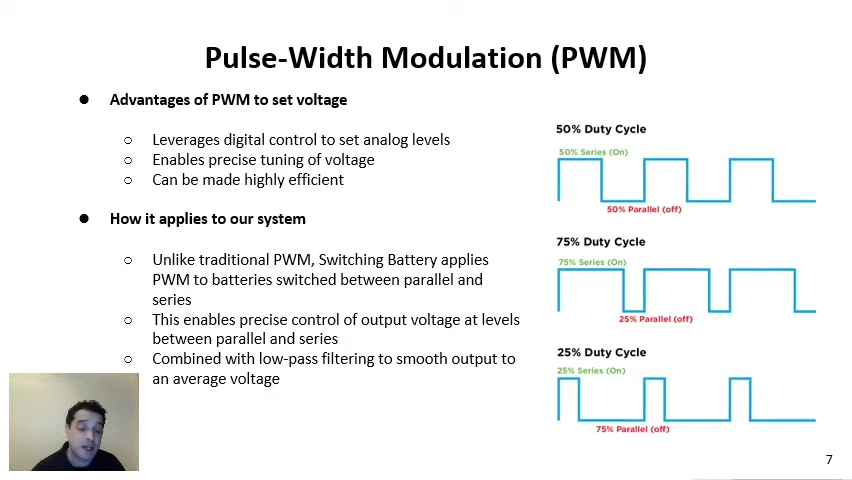 Pulse-Width Modulation (PWM)
● Advantages of PWM to set voltage
○ Leverages digital control to set analog levels
○ Enables precise tuning of voltage
○ Can be made highly efficient
● How it applies to our system
○ Unlike traditional PWM, Switching Battery applies
PWM to batteries switched between parallel and
series
○ This enables precise control of output voltage at levels
between parallel and series
○ Combined with low-pass filtering to smooth output to
an average voltage
50% Duty Cycle
50% Series (On)
50% Parallel (off)
75% Duty Cycle
75% Series (On)
25% Parallel (off)
25% Duty Cycle
25% Series (On)
75% Parallel (off)
7